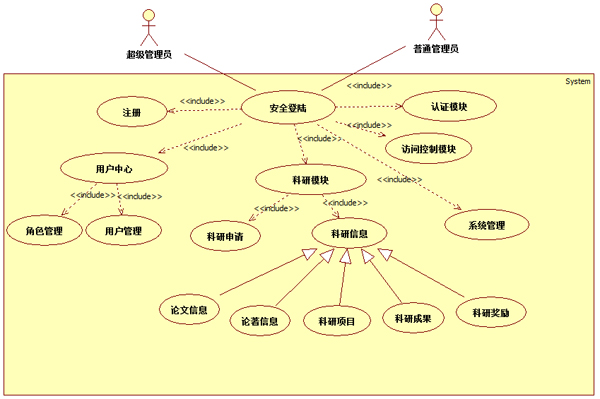 超级管理员
普通管理员
System
<<include>>
注册
<<include>>
安全登陆
认证模块
<<include>>
访问控制模块
<<include>>
<<include>>
用户中心
科研模块
<<include>>
<<include>>
<<include>>
<<include>>
<<include>>
<<include>>
角色管理
用户管理
科研申请
科研信息
系统管理
论文信息
论著信息
科研项目
科研成果
科研奖励